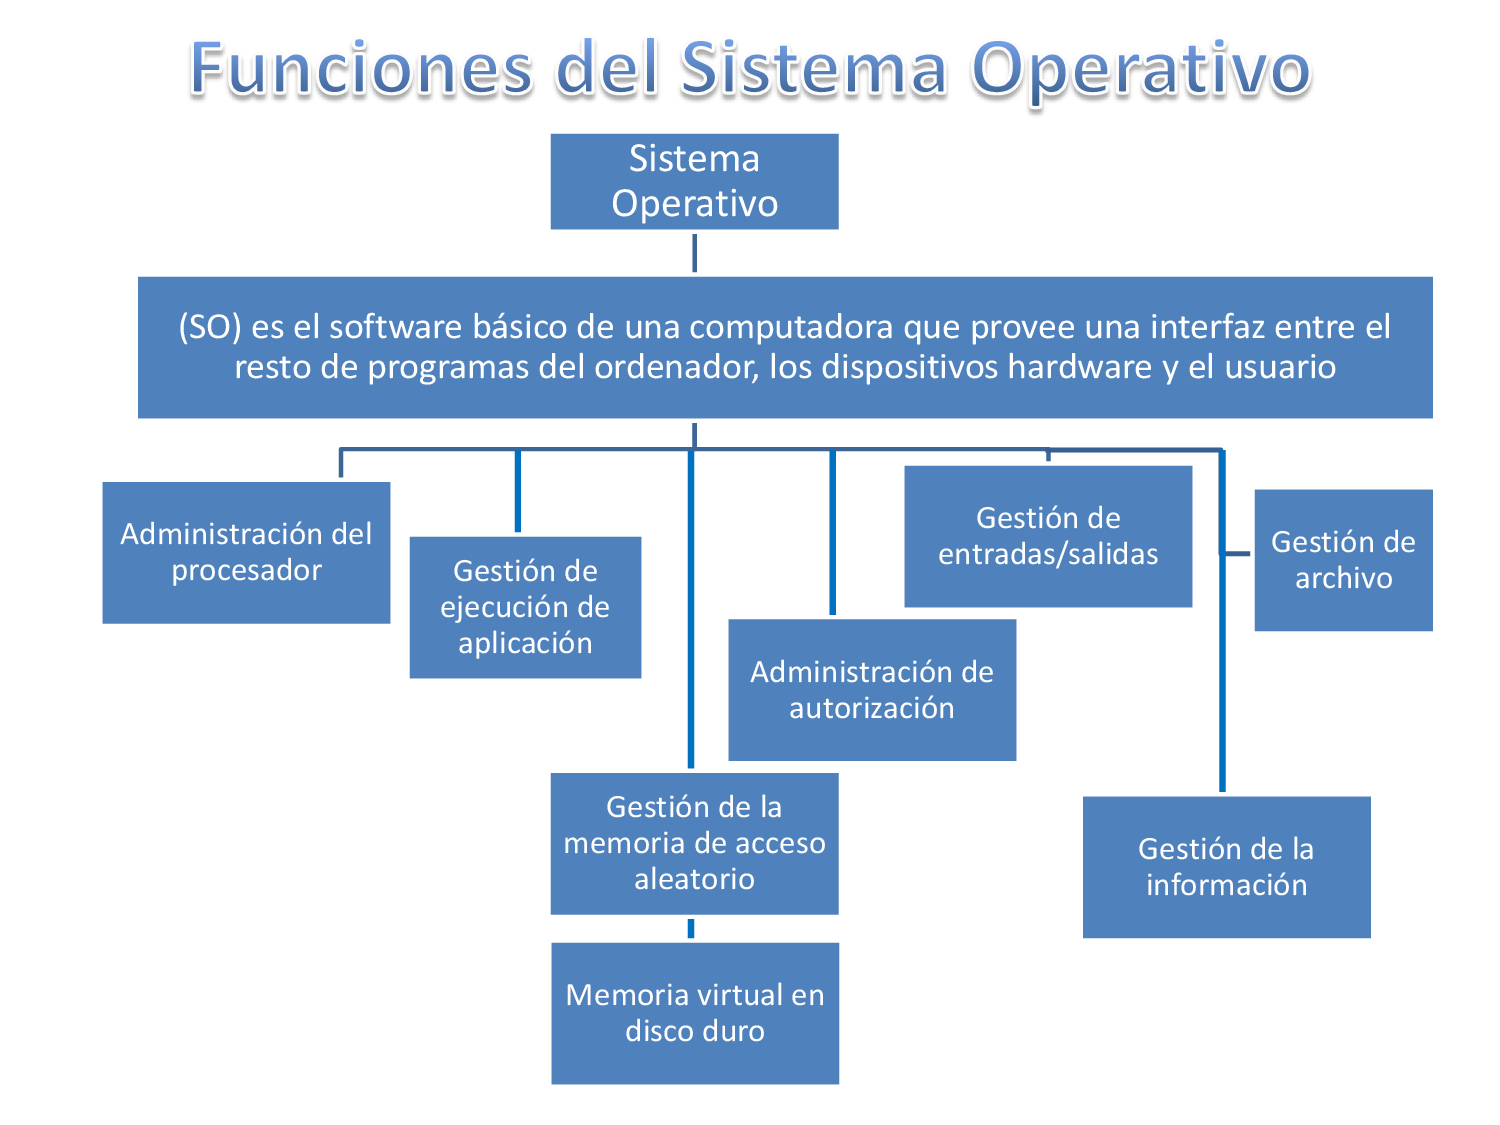 Funciones del Sistema Operativo
Sistema
Operativo
(SO) es el software básico de una computadora que provee una interfaz entre el
resto de programas del ordenador, los dispositivos hardware y el usuario
Administración del
procesador
Gestión de
ejecución de
aplicación
Gestión de la
memoria de acceso
aleatorio
Memoria virtual en
disco duro
Administración de
autorización
Gestión de
entradas/salidas
Gestión de
archivo
Gestión de la
información